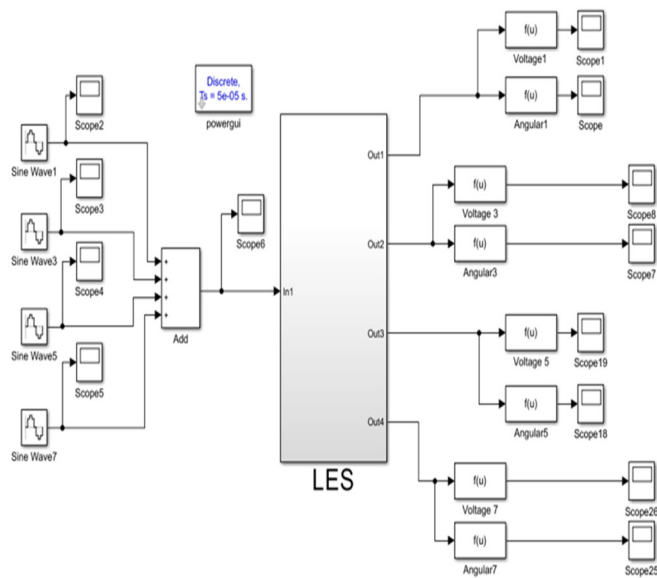 f(u)
Voltage1
Scope1
Discrete,
Ts = 5e-05 s.
powergui
f(u)
Angular1
Scope
Scope2
Sine Wave1
Out1
Scope3
f(u)
Voltage 3
Scope8
Sine Wave3
Scope6
Out2
f(u)
Angular3
Scope7
Scope4
+
+
+
+
Add
In1
Sine Wave5
Out3
f(u)
Voltage 5
Scope19
Scope5
f(u)
Angular5
Scope18
Sine Wave7
Out4
LES
f(u)
Voltage 7
Scope26
f(u)
Angular7
Scope25